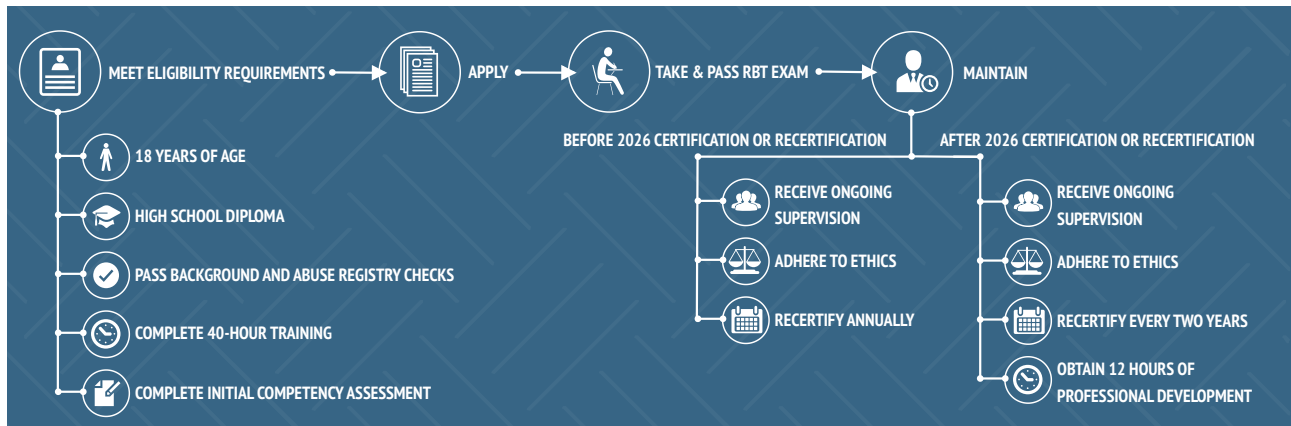 MEET ELIGIBILITY REQUIREMENTS
APPLY
TAKE & PASS RBT EXAM
MAINTAIN
18 YEARS OF AGE
HIGH SCHOOL DIPLOMA
PASS BACKGROUND AND ABUSE REGISTRY CHECKS
COMPLETE 40-HOUR TRAINING
COMPLETE INITIAL COMPETENCY ASSESSMENT
BEFORE 2026 CERTIFICATION OR RECERTIFICATION
RECEIVE ONGOING
SUPERVISION
ADHERE TO ETHICS
RECERTIFY ANNUALLY
AFTER 2026 CERTIFICATION OR RECERTIFICATION
RECEIVE ONGOING
SUPERVISION
ADHERE TO ETHICS
RECERTIFY EVERY TWO YEARS
OBTAIN 12 HOURS OF
PROFESSIONAL DEVELOPMENT